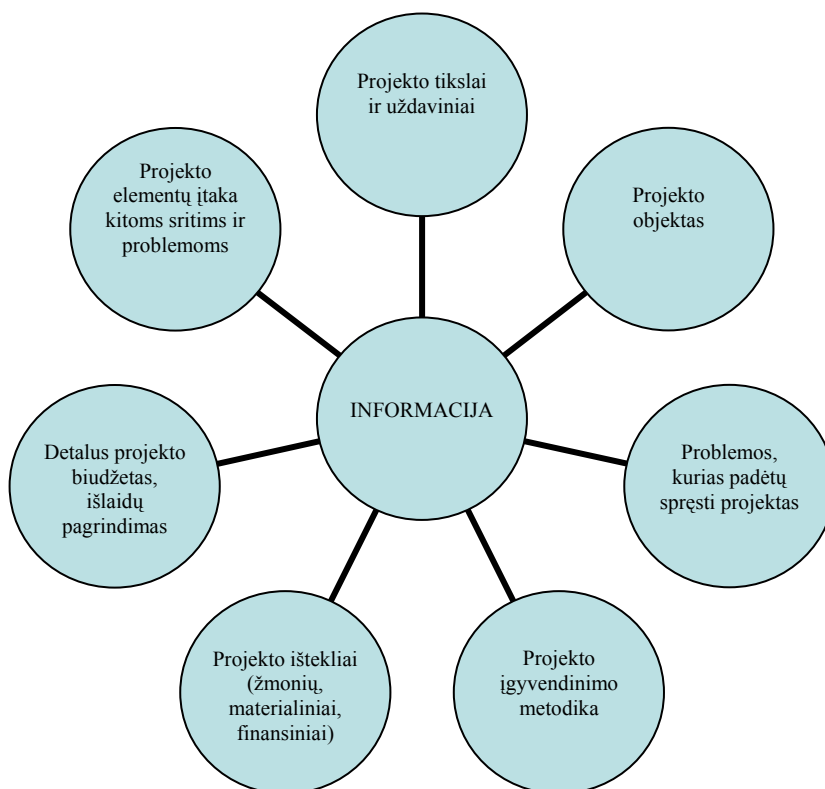 Projekto tikslai
ir uždaviniai
Projekto
elementų įtaka
kitoms sritims ir
problemoms
Projekto
objektas
INFORMACIJA
Detalus projekto
biudžetas,
išlaidų
pagrindimas
Problemos,
kurias padėtų
spręsti projektas
Projekto ištekliai
(žmonių,
materialiniai,
finansiniai)
Projekto
įgyvendinimo
metodika